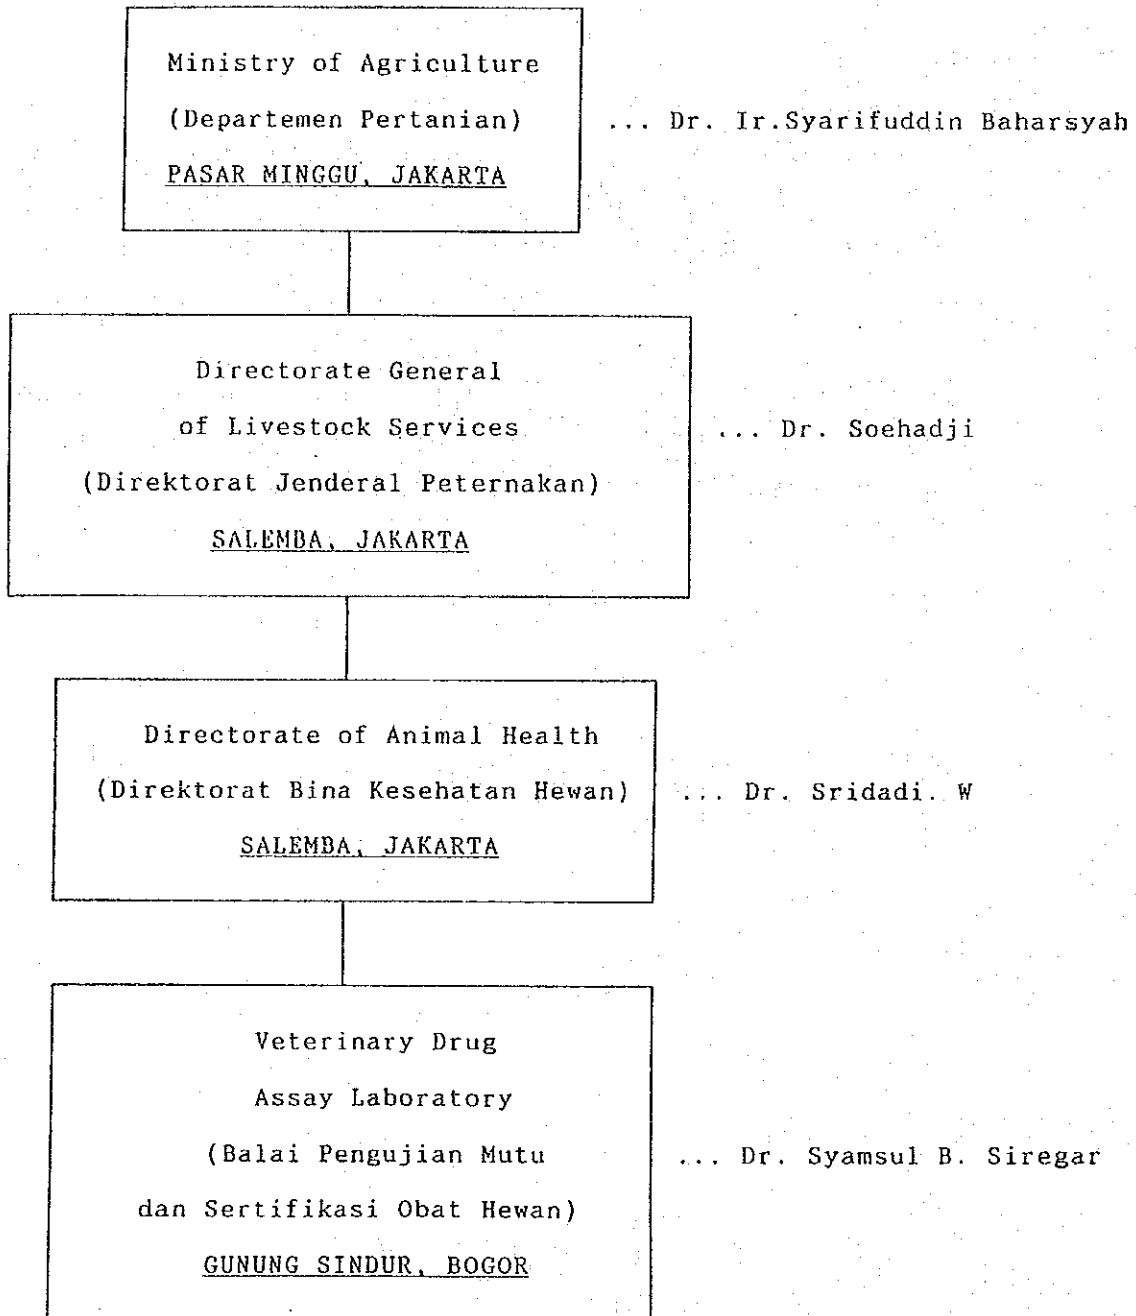 Ministry of Agriculture
(Departemen Pertanian)
PASAR MINGGU, JAKARTA
... Dr. Ir.Syarifuddin Baharsyah
Directorate General
of Livestock Services
(Direktorat Jenderal Peternakan)
SALEMBA, JAKARTA
... Dr. Soehadji
Directorate of Animal Health
(Direktorat Bina Kesehatan Hewan)
SALEMBA, JAKARTA
... Dr. Sridadi. W
Veterinary Drug
Assay Laboratory
(Balai Pengujian Mutu
dan Sertifikasi Obat Hewan)
GUNUNG SINDUR, BOGOR
... Dr. Syamsul B. Siregar